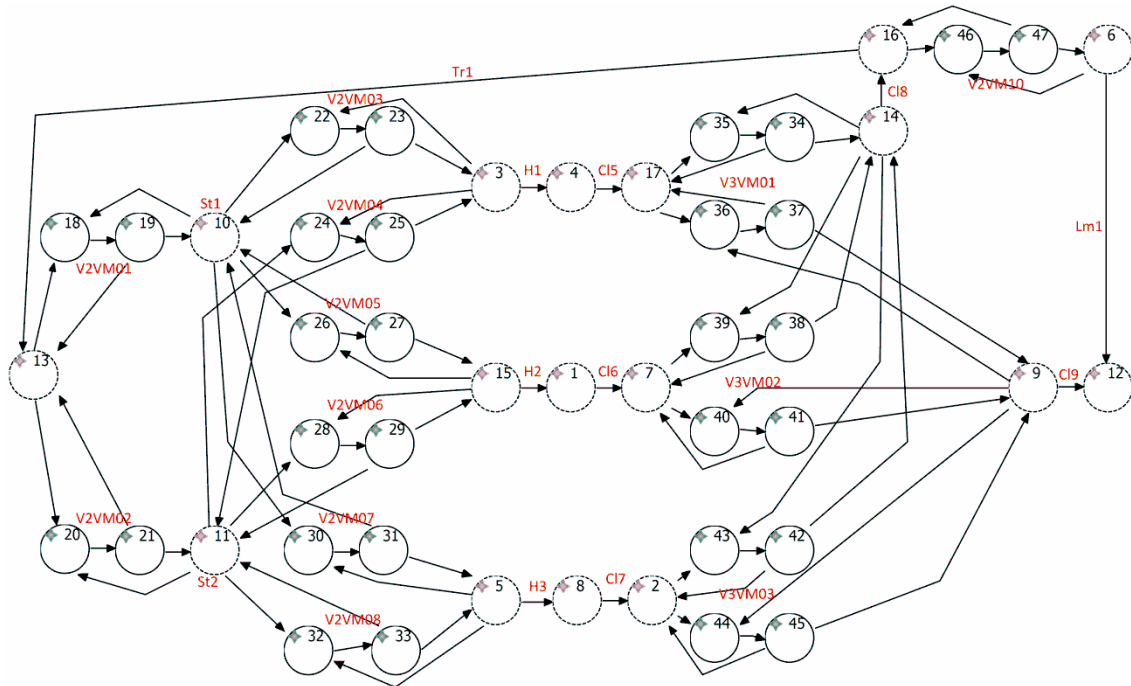 16 46 47 6
Tr1
V2VM10
V2VM03
Cl8
22 23 35 34 14
3 H1 4 Cl5 17
V3VM01
V2VM04
St1
18 19 10 24 25 36 37
Lm1
V2VM01
V2VM05
26 27 39 38
13
15 H2 1 Cl6 7 V3VM02 9 Cl9 12
V2VM06
28 29 40 41
V2VM02
V2VM07
20 21 11 30 31 43 42
St2
5 H3 8 Cl7 2
V3VM03
V2VM08
32 33 44 45